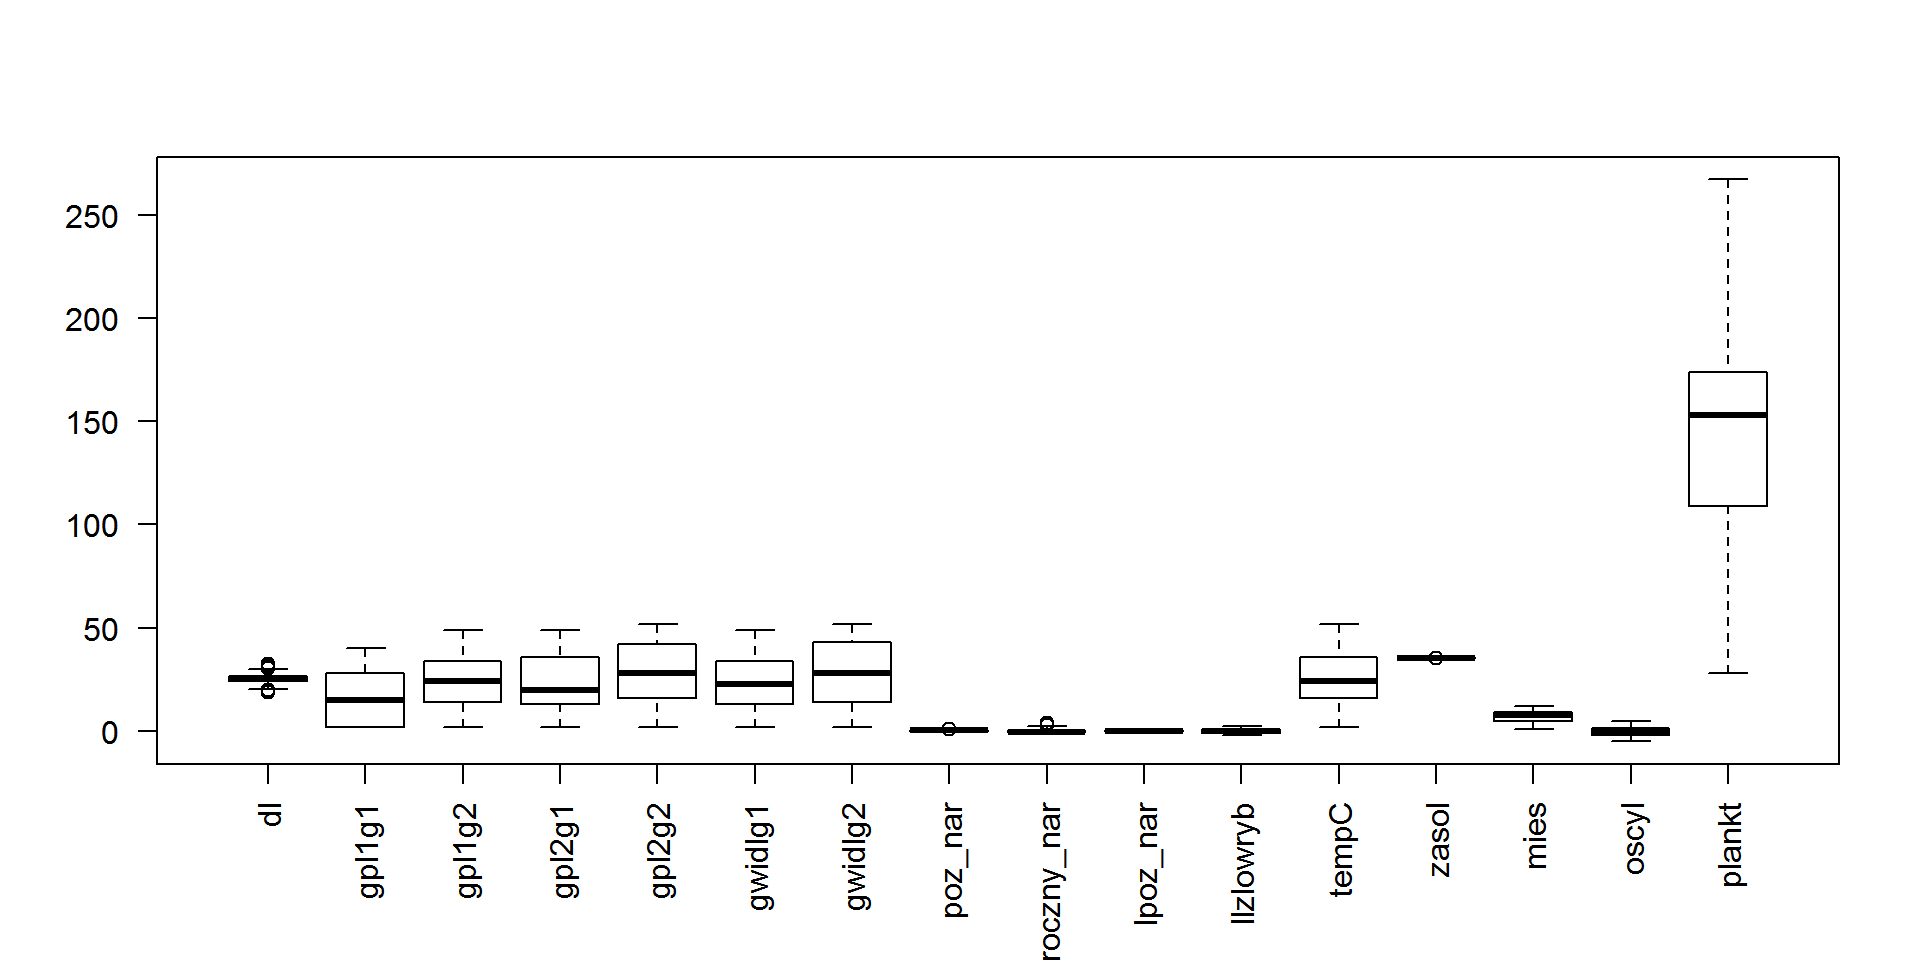 250
200
150
100
50
0
dl
gpl1g1
gpl1g2
gpl2g1
gpl2g2
gwidlg1
gwidlg2
poz_nar
roczny_nar
lpoz_nar
llzlowryb
tempC
zasol
mies
oscyl
plankt